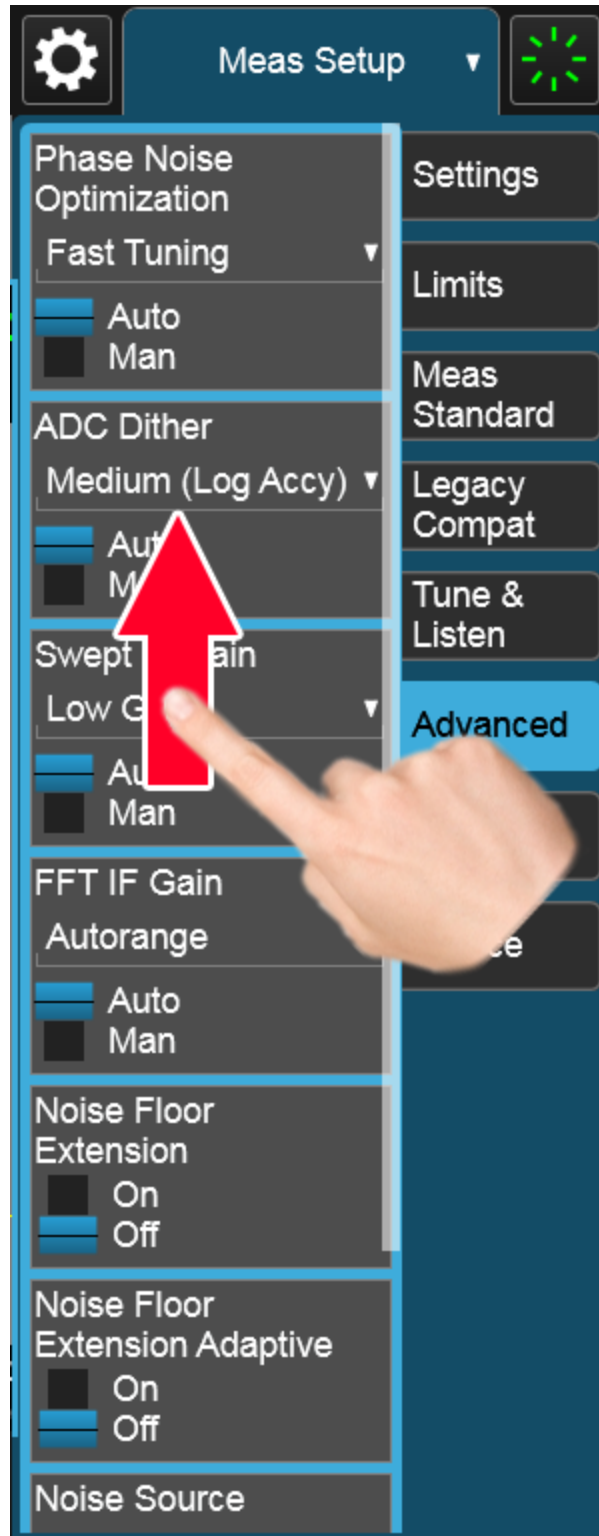 Meas Setup
Phase Noise
Optimization
Fast Tuning
Auto
Man
ADC Dither
Medium (Log Accy)
Swept
Low
Man
FFT IF Gain
Autorange
Auto
Man
Noise Floor
Extension
On
Off
Noise Floor
Extension Adaptive
On
Off
Noise Source
Settings
Limits
Meas
Standard
Legacy
Compat
Tune &
Listen
Advanced